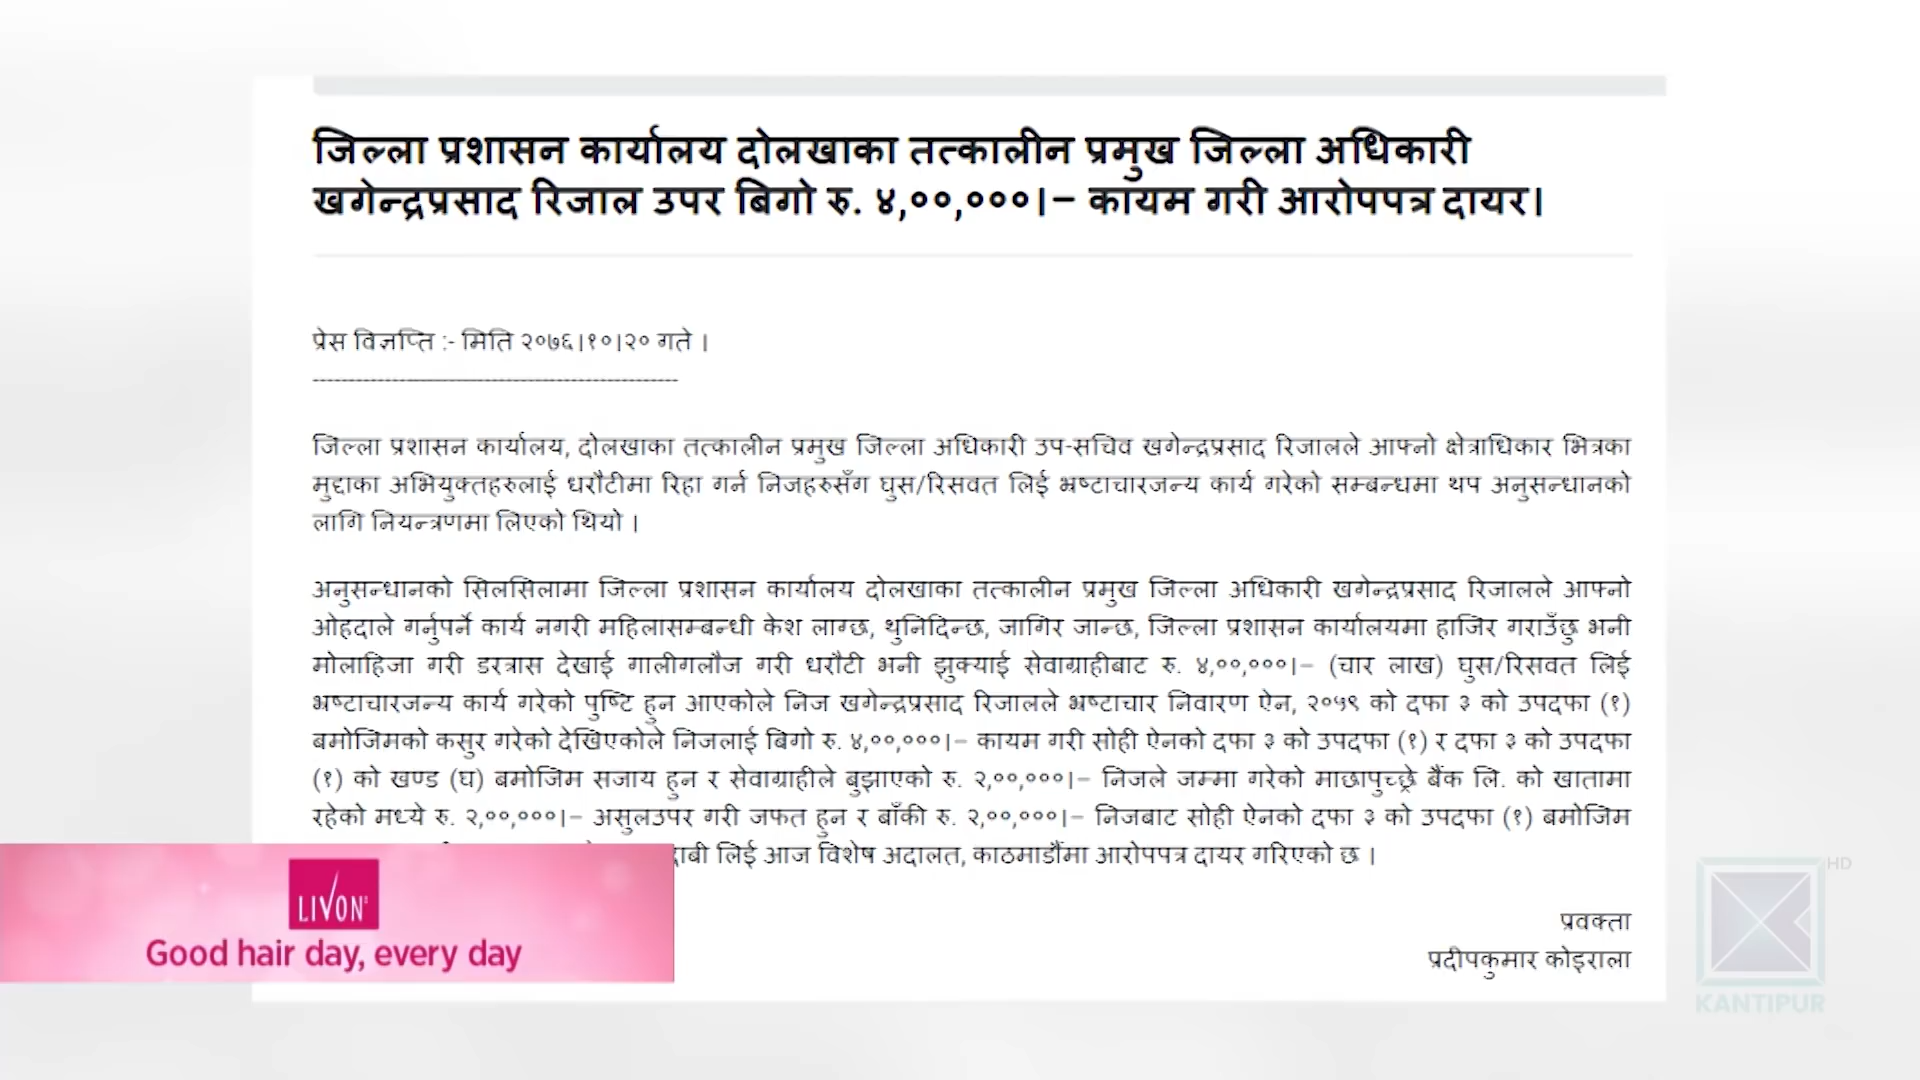 जिल्ला प्रशासन कार्यालय दोलखाका तत्कालीन प्रमुख जिल्ला अधिकारी
खगेन्द्रप्रसाद रिजाल उपर बिगो रु. ४,००,०००।– कायम गरी आरोपपत्र दायर।
प्रेस विज्ञप्ति :- मिति २०७६।१०।२० गते ।
----------------------------------------------------
जिल्ला प्रशासन कार्यालय, दोलखाका तत्कालीन प्रमुख जिल्ला अधिकारी उप-सचिव खगेन्द्रप्रसाद रिजालले आफ्नो क्षेत्राधिकार भित्रका
मुद्दाका अभियुक्तहरुलाई धरौटीमा रिहा गर्न निजहरुसँग घुस/रिसवत लिई भ्रष्टाचारजन्य कार्य गरेको सम्बन्धमा थप अनुसन्धानको
लागि नियन्त्रणमा लिएको थियो ।
अनुसन्धानको सिलसिलामा जिल्ला प्रशासन कार्यालय दोलखाका तत्कालीन प्रमुख जिल्ला अधिकारी खगेन्द्रप्रसाद रिजालले आफ्नो
ओहदाले गर्नुपर्ने कार्य नगरी महिलासम्बन्धी केश लाग्छ, थुनिदिन्छ, जागिर जान्छ, जिल्ला प्रशासन कार्यालयमा हाजिर गराउँछु भनी
मोलाहिजा गरी डरत्रास देखाई गालीगलौज गरी धरौटी भनी झुक्याई सेवाग्राहीबाट रु. ४,००,०००।– (चार लाख) घुस/रिसवत लिई
भ्रष्टाचारजन्य कार्य गरेको पुष्टि हुन आएकोले निज खगेन्द्रप्रसाद रिजालले भ्रष्टाचार निवारण ऐन, २०५९ को दफा ३ को उपदफा (१)
बमोजिमको कसुर गरेको देखिएकोले निजलाई बिगो रु. ४,००,०००।– कायम गरी सोही ऐनको दफा ३ को उपदफा (१) र दफा ३ को उपदफा
(१) को खण्ड (घ) बमोजिम सजाय हुन र सेवाग्राहीले बुझाएको रु. २,००,०००।– निजले जम्मा गरेको माछापुच्छ्रे बैंक लि. को खातामा
रहेको मध्ये रु. २,००,०००।– असुलउपर गरी जफत हुन र बाँकी रु. २,००,०००।– निजबाट सोही ऐनको दफा ३ को उपदफा (१) बमोजिम
लिई आज विशेष अदालत, काठमाडौंमा आरोपपत्र दायर गरिएको छ ।
प्रवक्ता
प्रदीपकुमार कोइराला
LIVON
Good hair day, every day
HD
KANTIPUR